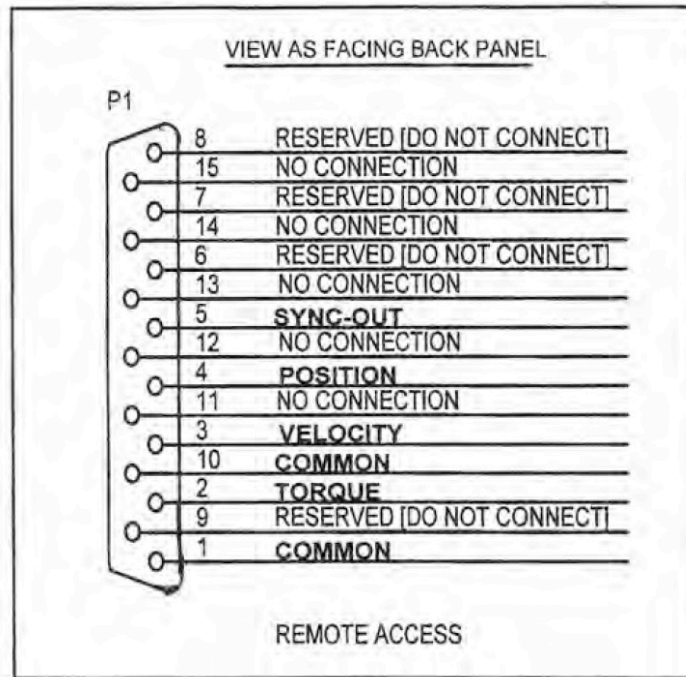 VIEW AS FACING BACK PANEL
P1
8 RESERVED [DO NOT CONNECT]
15 NO CONNECTION
7 RESERVED [DO NOT CONNECT]
14 NO CONNECTION
6 RESERVED [DO NOT CONNECT]
13 NO CONNECTION
5 SYNC-OUT
12 NO CONNECTION
4 POSITION
11 NO CONNECTION
3 VELOCITY
10 COMMON
2 TORQUE
9 RESERVED [DO NOT CONNECT]
1 COMMON
REMOTE ACCESS